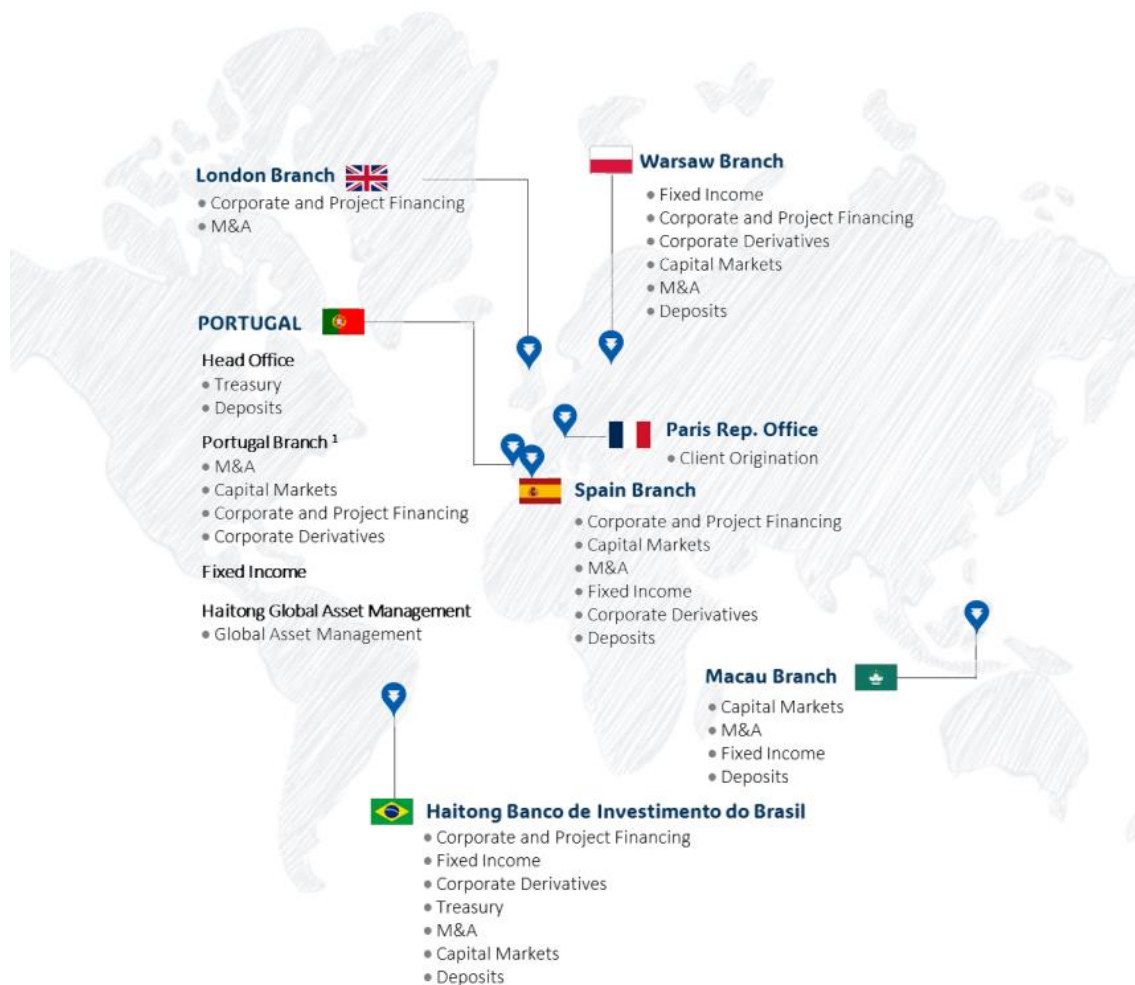 London Branch
• Corporate and Project Financing
• M&A
Warsaw Branch
• Fixed Income
• Corporate and Project Financing
• Corporate Derivatives
• Capital Markets
• M&A
• Deposits
PORTUGAL
Head Office
• Treasury
• Deposits
Portugal Branch ¹
• M&A
• Capital Markets
• Corporate and Project Financing
• Corporate Derivatives
Fixed Income
Haitong Global Asset Management
• Global Asset Management
Paris Rep. Office
• Client Origination
Spain Branch
• Corporate and Project Financing
• Capital Markets
• M&A
• Fixed Income
• Corporate Derivatives
• Deposits
Macau Branch
• Capital Markets
• M&A
• Fixed Income
• Deposits
Haitong Banco de Investimento do Brasil
• Corporate and Project Financing
• Fixed Income
• Corporate Derivatives
• Treasury
• M&A
• Capital Markets
• Deposits